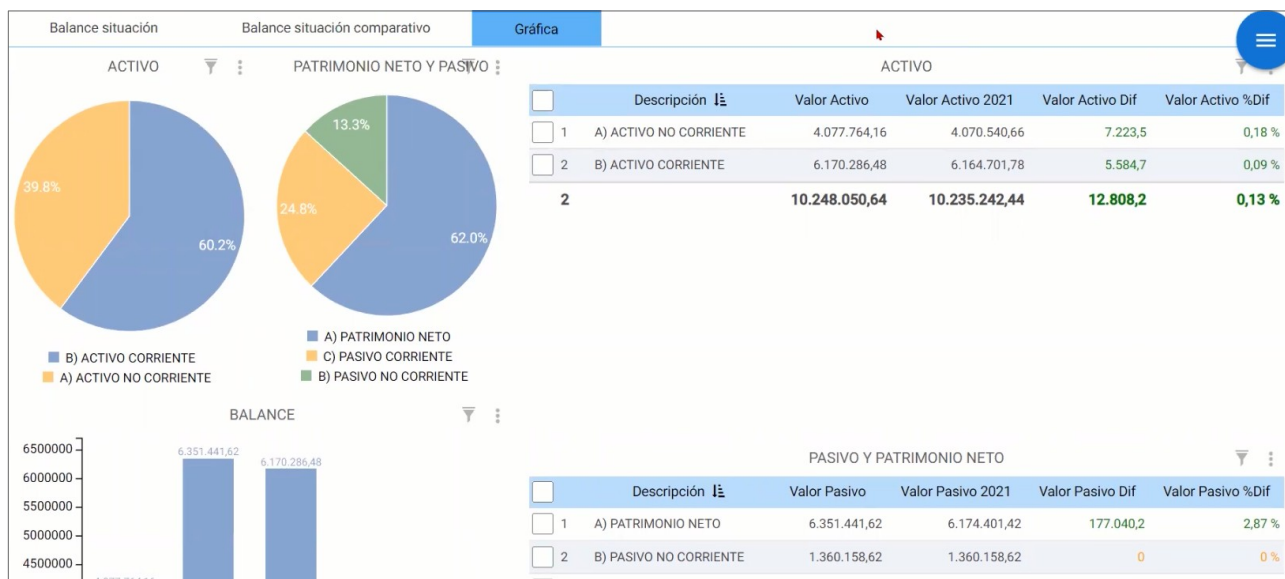 Balance situación
Balance situación comparativo
Gráfica
ACTIVO
39.8%
60.2%
B) ACTIVO CORRIENTE
A) ACTIVO NO CORRIENTE
PATRIMONIO NETO Y PASIVO
13.3%
24.8%
62.0%
A) PATRIMONIO NETO
C) PASIVO CORRIENTE
B) PASIVO NO CORRIENTE
ACTIVO
Descripción Valor Activo Valor Activo 2021 Valor Activo Dif Valor Activo %Dif
1 A) ACTIVO NO CORRIENTE 4.077.764,16 4.070.540,66 7.223,5 0,18 %
2 B) ACTIVO CORRIENTE 6.170.286,48 6.164.701,78 5.584,7 0,09 %
2 10.248.050,64 10.235.242,44 12.808,2 0,13 %
BALANCE
6500000
6000000
5500000
5000000
4500000
6.351.441,62
6.170.286,48
PASIVO Y PATRIMONIO NETO
Descripción Valor Pasivo Valor Pasivo 2021 Valor Pasivo Dif Valor Pasivo %Dif
1 A) PATRIMONIO NETO 6.351.441,62 6.174.401,42 177.040,2 2,87 %
2 B) PASIVO NO CORRIENTE 1.360.158,62 1.360.158,62 0 0 %